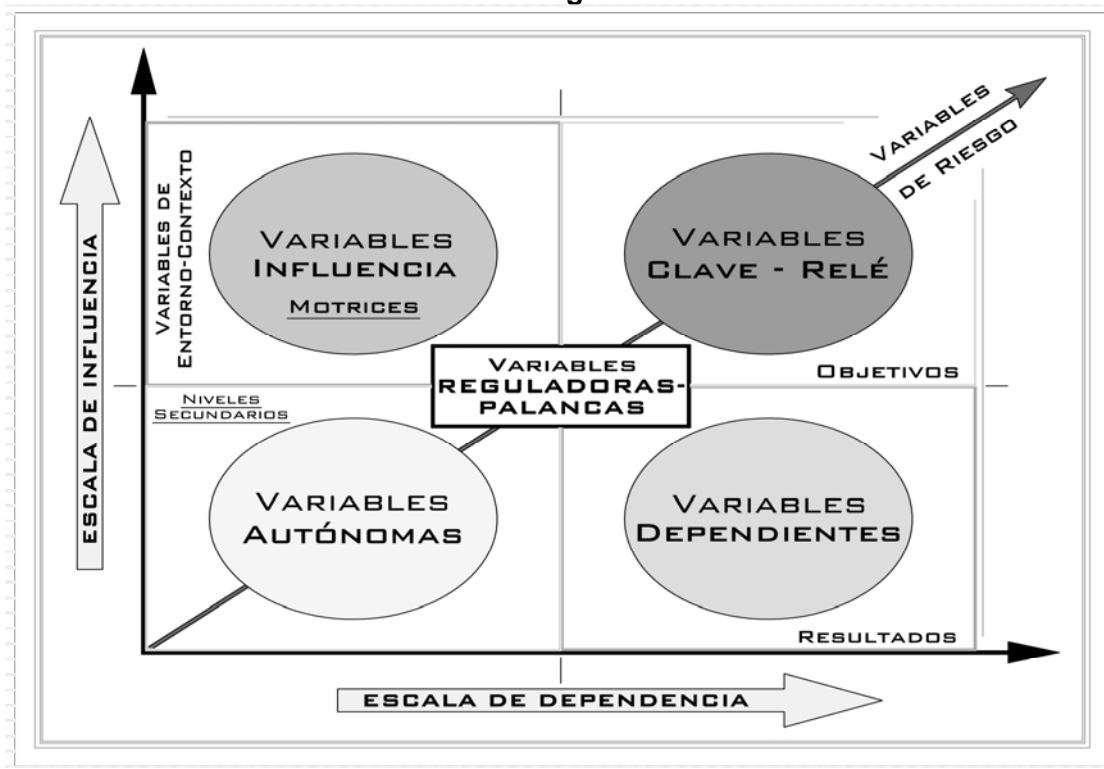 VARIABLES
DE RIESGO
VARIABLES DE
ENTORNO-CONTEXTO
VARIABLES
INFLUENCIA
MOTRICES
VARIABLES
CLAVE - RELÉ
ESCALA DE INFLUENCIA
VARIABLES
REGULADORAS-
PALANCAS
OBJETIVOS
NIVELES
SECUNDARIOS
VARIABLES
AUTÓNOMAS
VARIABLES
DEPENDIENTES
RESULTADOS
ESCALA DE DEPENDENCIA